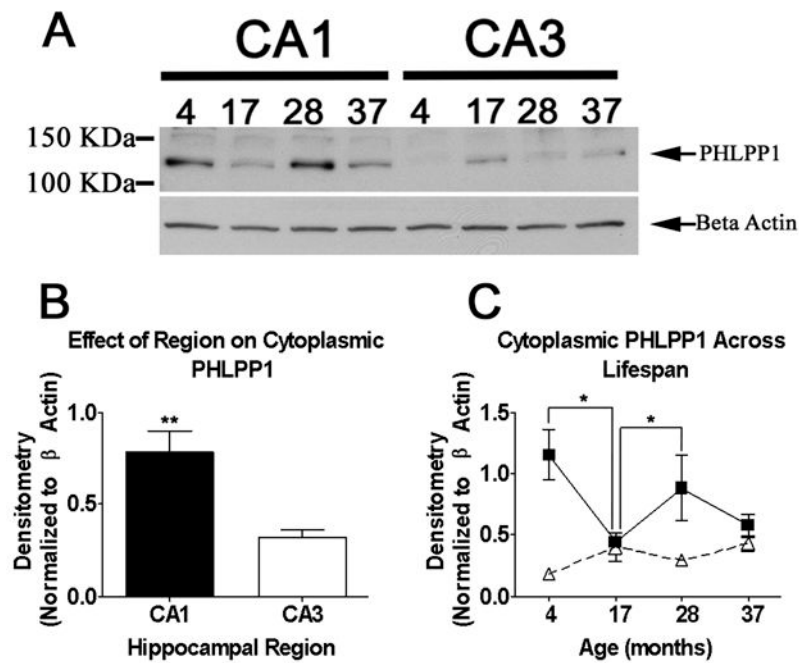 A
CA1 CA3
4 17 28 37 4 17 28 37
150 KDa
PHLPP1
100 KDa
Beta Actin
B
Effect of Region on Cytoplasmic
PHLPP1
Densitometry
(Normalized to β Actin)
1.0
**
0.5
0.0
CA1 CA3
Hippocampal Region
C
Cytoplasmic PHLPP1 Across
Lifespan
Densitometry
(Normalized to β Actin)
1.5
* *
1.0
0.5
0.0
4 17 28 37
Age (months)